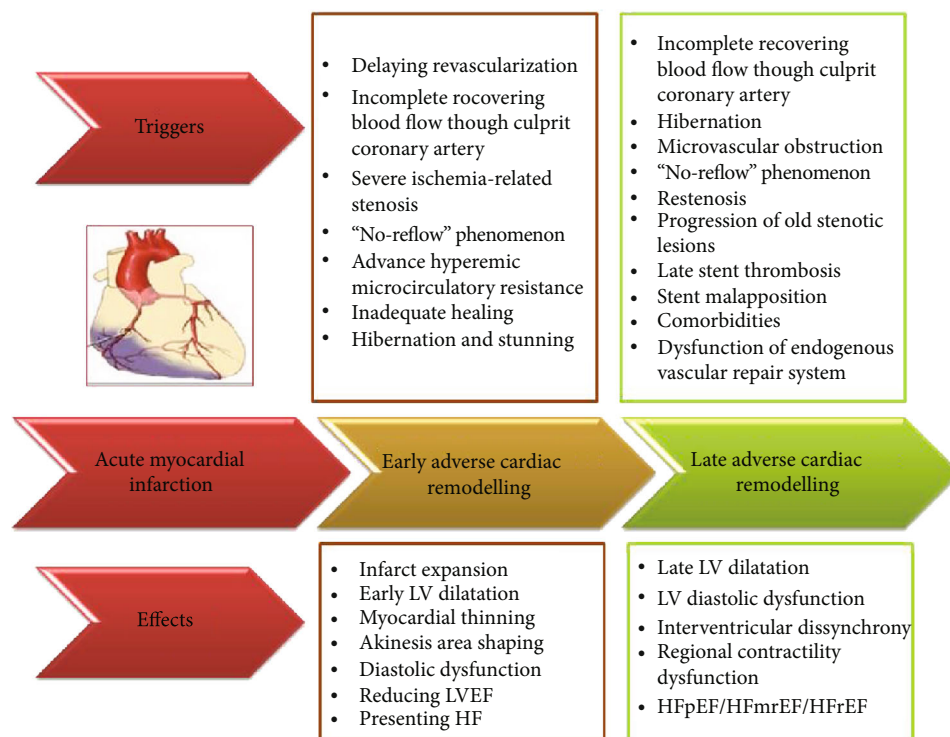 Triggers
• Delaying revascularization
• Incomplete rocovering
blood flow though culprit
coronary artery
• Severe ischemia-related
stenosis
• “No-reflow” phenomenon
• Advance hyperemic
microcirculatory resistance
• Inadequate healing
• Hibernation and stunning
• Incomplete recovering
blood flow though culprit
coronary artery
• Hibernation
• Microvascular obstruction
• “No-reflow” phenomenon
• Restenosis
• Progression of old stenotic
lesions
• Late stent thrombosis
• Stent malapposition
• Comorbidities
• Dysfunction of endogenous
vascular repair system
Acute myocardial
infarction
Early adverse cardiac
remodelling
Late adverse cardiac
remodelling
Effects
• Infarct expansion
• Early LV dilatation
• Myocardial thinning
• Akinesis area shaping
• Diastolic dysfunction
• Reducing LVEF
• Presenting HF
• Late LV dilatation
• LV diastolic dysfunction
• Interventricular dissynchrony
• Regional contractility
dysfunction
• HFpEF/HFmrEF/HFrEF